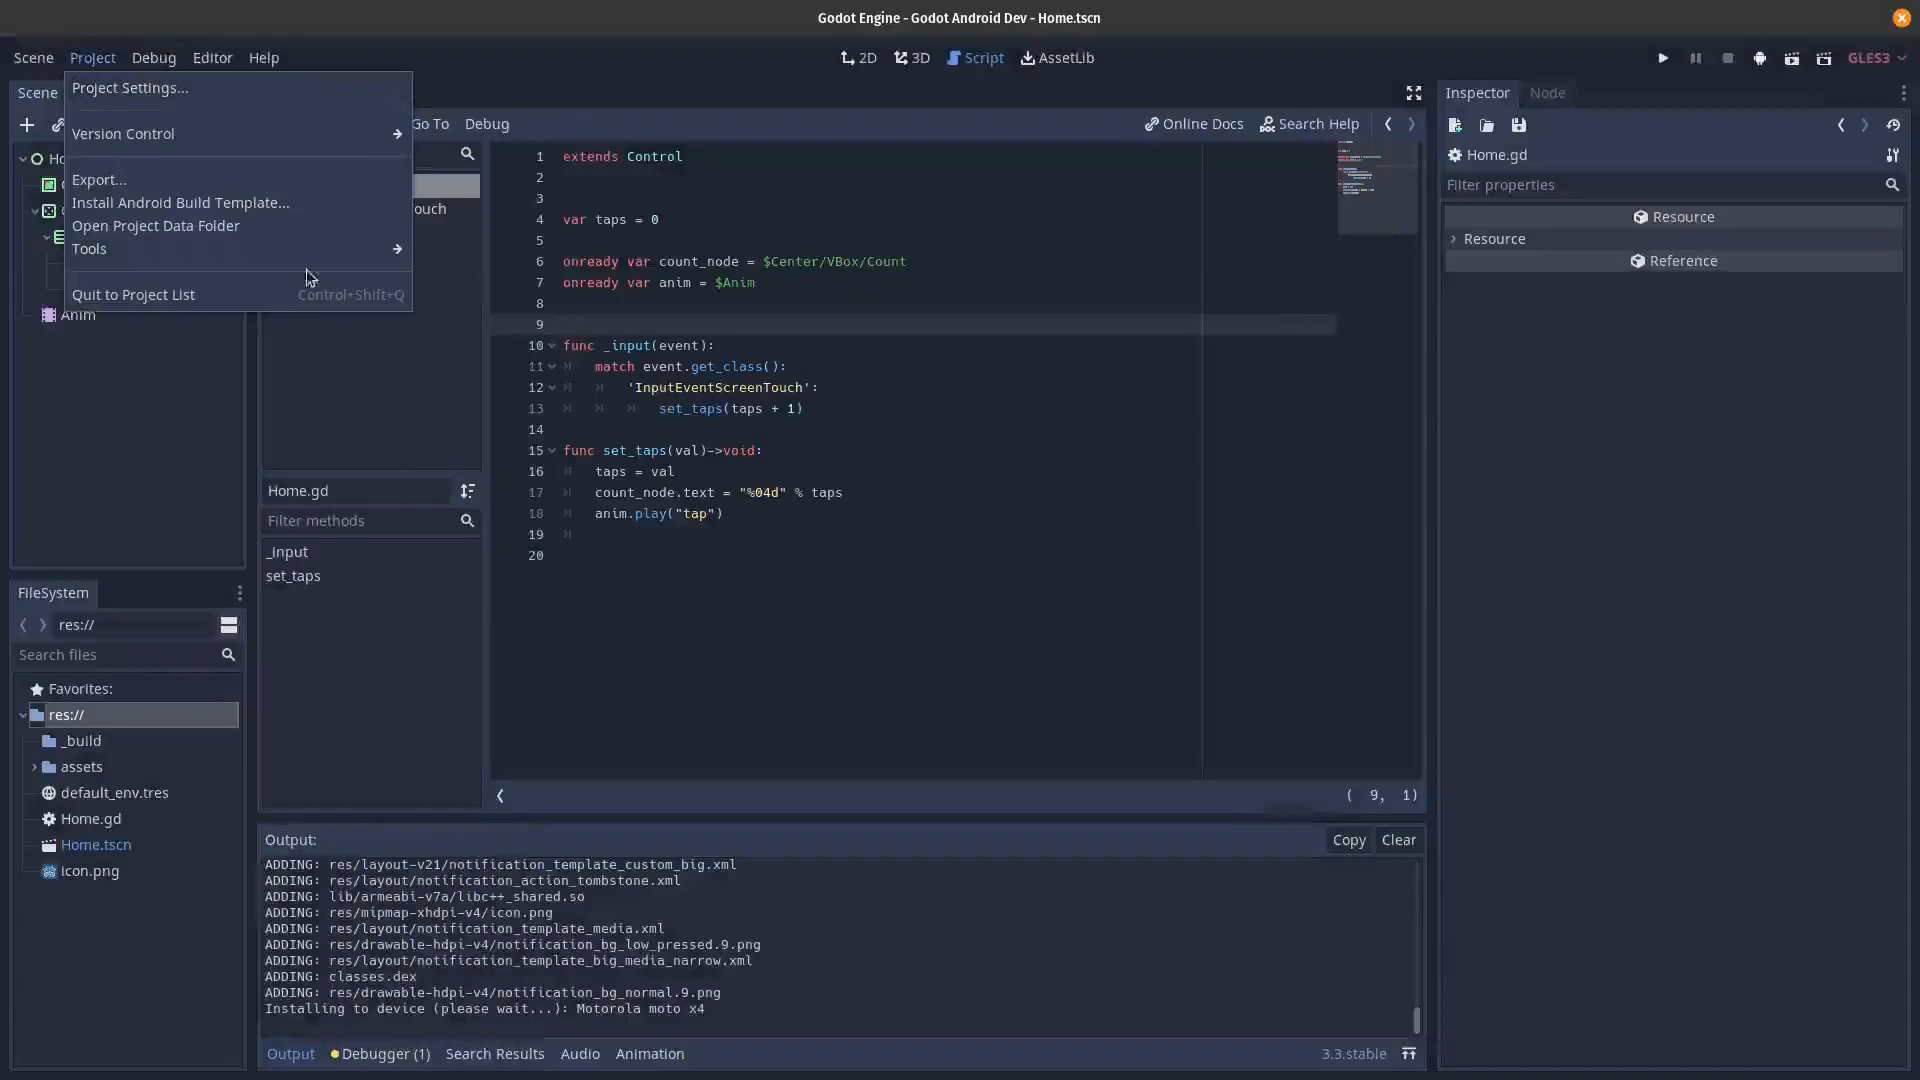 Godot Engine - Godot Android Dev - Home.tscn
Scene Project Debug Editor Help
2D 3D Script AssetLib
GLES3
Scene
Project Settings...
Version Control
Export...
Install Android Build Template...
Open Project Data Folder
Tools
Quit to Project List Control+Shift+Q
Anim
Go To Debug
Online Docs Search Help
ouch
1 extends Control
2
3
4 var taps = 0
5
6 onready var count_node = $Center/VBox/Count
7 onready var anim = $Anim
8
9
10 func _input(event):
11 match event.get_class():
12 'InputEventScreenTouch':
13 set_taps(taps + 1)
14
15 func set_taps(val)->void:
16 taps = val
17 count_node.text = "%04d" % taps
18 anim.play("tap")
19
20
( 9, 1)
Home.gd
Filter methods
_input
set_taps
FileSystem
res://
Search files
Favorites:
res://
_build
assets
default_env.tres
Home.gd
Home.tscn
icon.png
Output:
Copy Clear
ADDING: res/layout-v21/notification_template_custom_big.xml
ADDING: res/layout/notification_action_tombstone.xml
ADDING: lib/armeabi-v7a/libc++_shared.so
ADDING: res/mipmap-xhdpi-v4/icon.png
ADDING: res/layout/notification_template_media.xml
ADDING: res/drawable-hdpi-v4/notification_bg_low_pressed.9.png
ADDING: res/layout/notification_template_big_media_narrow.xml
ADDING: classes.dex
ADDING: res/drawable-hdpi-v4/notification_bg_normal.9.png
Installing to device (please wait...): Motorola moto x4
Output Debugger (1) Search Results Audio Animation
3.3.stable
Inspector Node
Home.gd
Filter properties
Resource
Resource
Reference